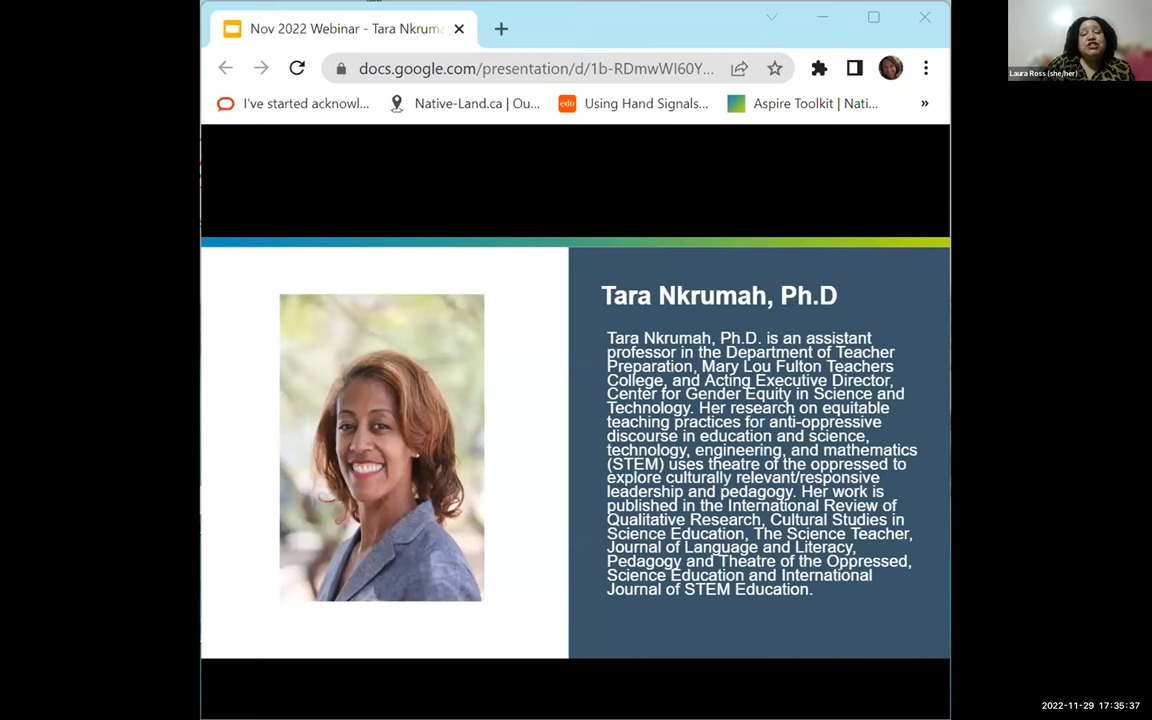 Nov 2022 Webinar - Tara Nkrum
docs.google.com/presentation/d/1b-RDmwWI60Y...
I've started acknowl...
Native-Land.ca | Ou...
edu
Using Hand Signals...
Aspire Toolkit | Nati...
»
Laura Ross (she/her)
Tara Nkrumah, Ph.D
Tara Nkrumah, Ph.D. is an assistant
professor in the Department of Teacher
Preparation, Mary Lou Fulton Teachers
College, and Acting Executive Director,
Center for Gender Equity in Science and
Technology. Her research on equitable
teaching practices for anti-oppressive
discourse in education and science,
technology, engineering, and mathematics
(STEM) uses theatre of the oppressed to
explore culturally relevant/responsive
leadership and pedagogy. Her work is
published in the International Review of
Qualitative Research, Cultural Studies in
Science Education, The Science Teacher,
Journal of Language and Literacy,
Pedagogy and Theatre of the Oppressed,
Science Education and International
Journal of STEM Education.
2022-11-29 17:35:37